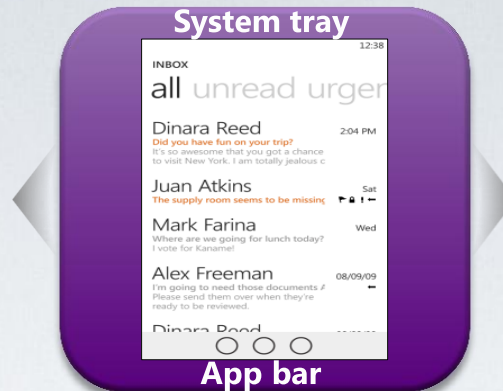 System tray
12:38
INBOX
all unread urger
Dinara Reed
2:04 PM
Did you have fun on your trip?
It's so awesome that you got a chance
to visit New York. I am totally jealous c
Juan Atkins
Sat
The supply room seems to be missing
Mark Farina
Wed
Where are we going for lunch today?
I vote for Kaname!
Alex Freeman
08/09/09
I'm going to need those documents A
Please send them over when they're
ready to be reviewed.
Dinara Reed
App bar